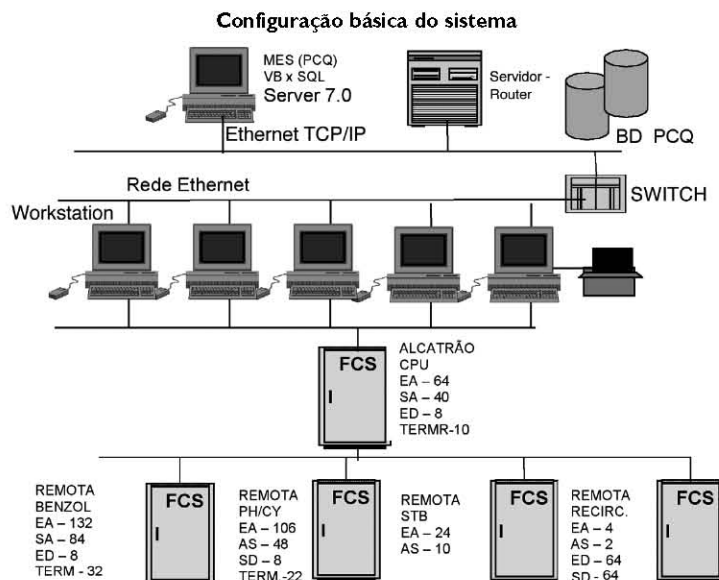 Configuração básica do sistema
MES (PCQ)
VB x SQL
Server 7.0
Servidor -
Router
Ethernet TCP/IP
BD PCQ
Rede Ethernet
SWITCH
Workstation
FCS
ALCATRÃO
CPU
EA – 64
SA – 40
ED – 8
TERMR-10
REMOTA
BENZOL
EA – 132
SA – 84
ED – 8
TERM - 32
FCS
REMOTA
PH/CY
EA – 106
AS – 48
SD – 8
TERM -22
FCS
REMOTA
STB
EA – 24
AS – 10
FCS
REMOTA
RECIRC.
EA – 4
AS – 2
ED – 64
SD - 64
FCS